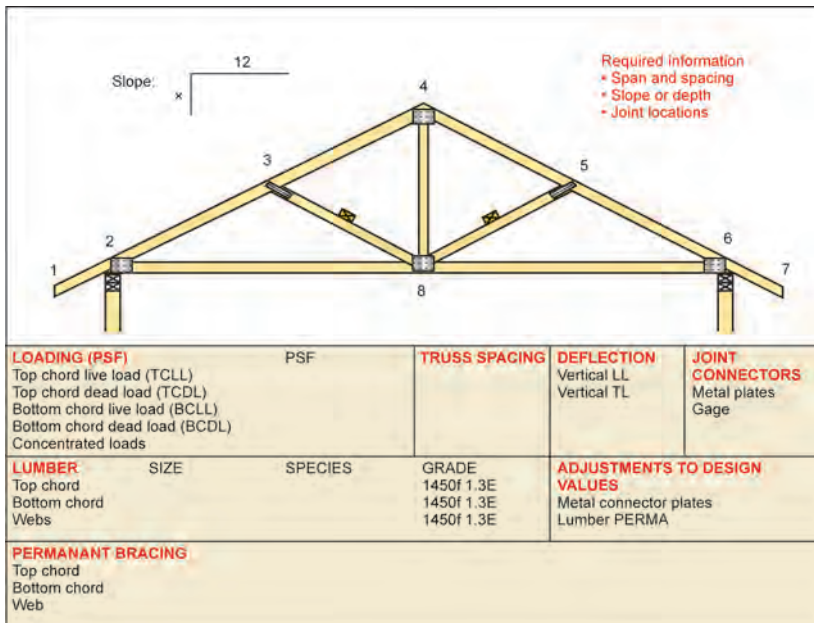 12
Slope:
x
Required information
• Span and spacing
• Slope or depth
• Joint locations
4
3
5
2
6
1
7
8
LOADING (PSF) PSF
Top chord live load (TCLL)
Top chord dead load (TCDL)
Bottom chord live load (BCLL)
Bottom chord dead load (BCDL)
Concentrated loads
TRUSS SPACING
DEFLECTION
Vertical LL
Vertical TL
JOINT
CONNECTORS
Metal plates
Gage
LUMBER SIZE SPECIES GRADE
Top chord 1450f 1.3E
Bottom chord 1450f 1.3E
Webs 1450f 1.3E
ADJUSTMENTS TO DESIGN
VALUES
Metal connector plates
Lumber PERMA
PERMANANT BRACING
Top chord
Bottom chord
Web